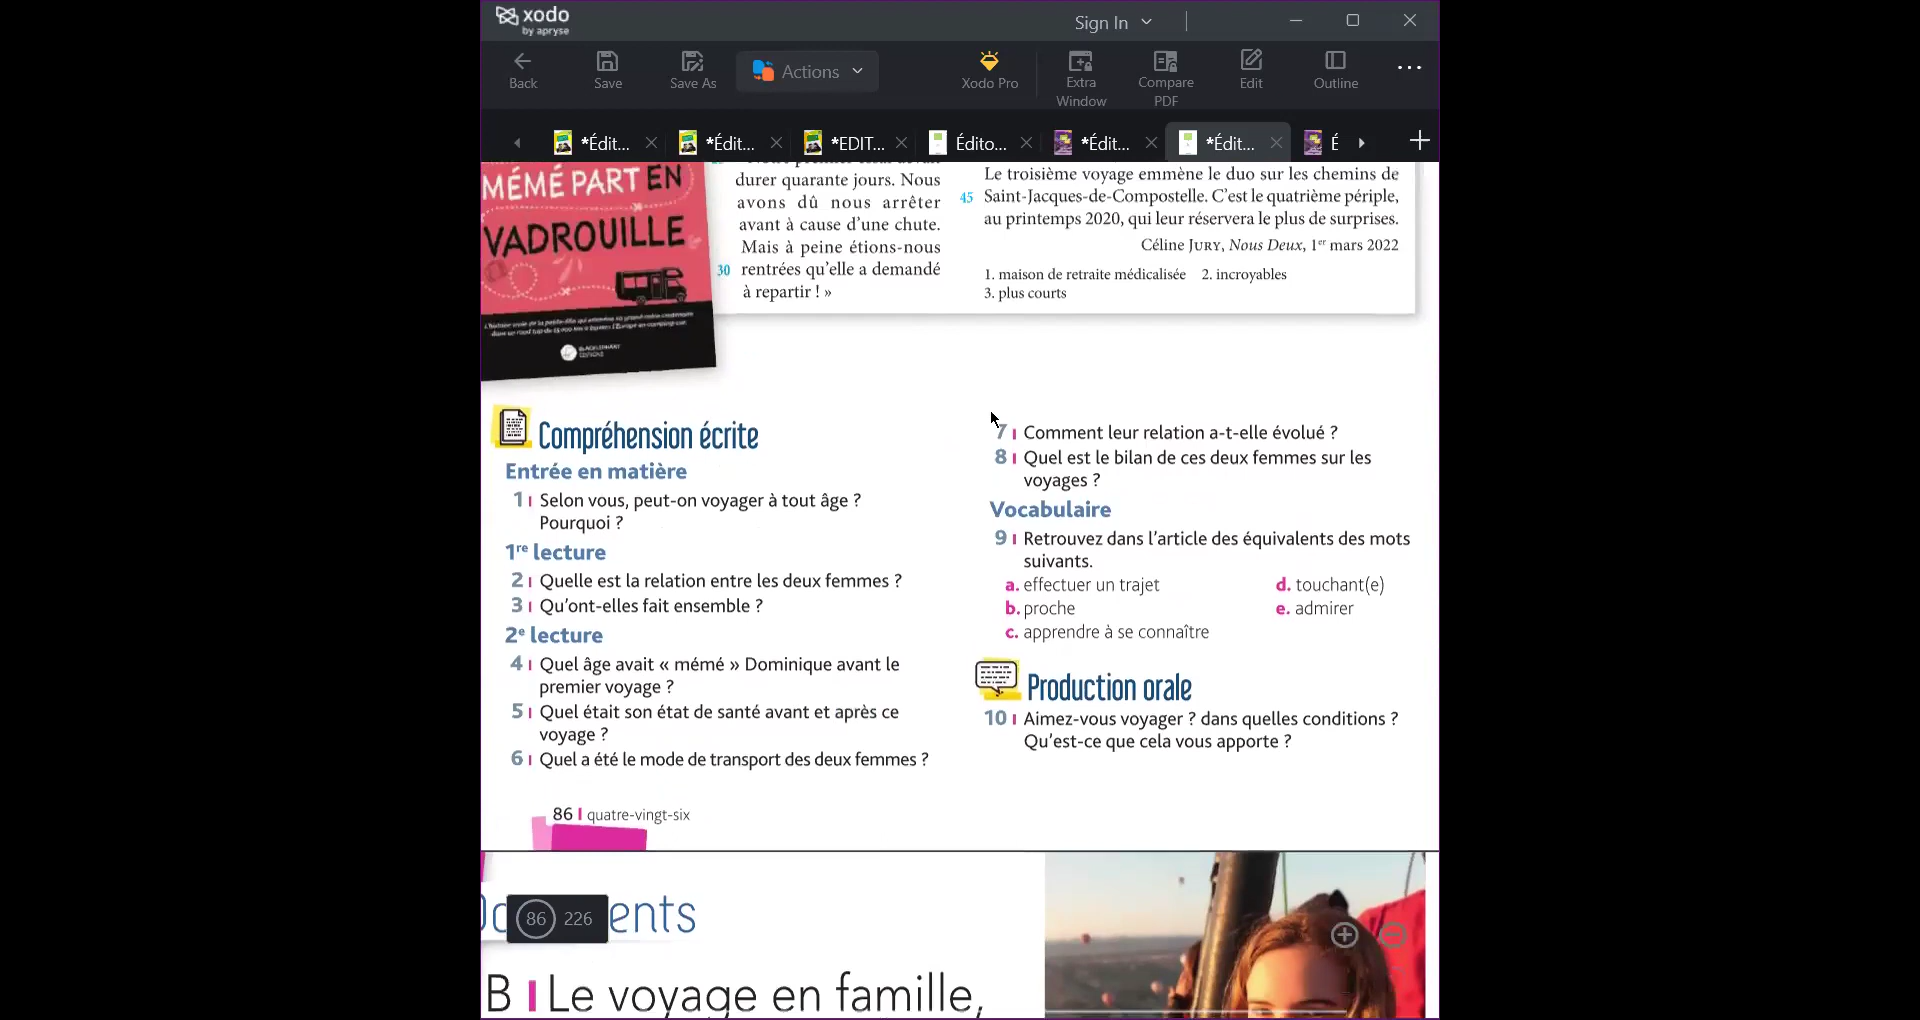 xodo
by apryse
Sign In
Back
Save
Save As
Actions
Xodo Pro
Extra
Window
Compare
PDF
Edit
Outline
*Édit...
*Édit...
*EDIT...
Édito...
*Édit...
*Édit...
É
MÉMÉ PART EN
VADROUILLE
durer quarante jours. Nous
avons dû nous arrêter
avant à cause d'une chute.
Mais à peine étions-nous
30 rentrées qu'elle a demandé
à repartir ! »
Le troisième voyage emmène le duo sur les chemins de
45 Saint-Jacques-de-Compostelle. C'est le quatrième périple,
au printemps 2020, qui leur réservera le plus de surprises.
Céline JURY, Nous Deux, 1er mars 2022
1. maison de retraite médicalisée 2. incroyables
3. plus courts
Compréhension écrite
Entrée en matière
1 | Selon vous, peut-on voyager à tout âge ?
Pourquoi ?
1re lecture
2 | Quelle est la relation entre les deux femmes ?
3 | Qu'ont-elles fait ensemble ?
2e lecture
4 | Quel âge avait « mémé » Dominique avant le
premier voyage ?
5 | Quel était son état de santé avant et après ce
voyage ?
6 | Quel a été le mode de transport des deux femmes ?
7 | Comment leur relation a-t-elle évolué ?
8 | Quel est le bilan de ces deux femmes sur les
voyages ?
Vocabulaire
9 | Retrouvez dans l'article des équivalents des mots
suivants.
a. effectuer un trajet
b. proche
c. apprendre à se connaître
d. touchant(e)
e. admirer
Production orale
10 | Aimez-vous voyager ? dans quelles conditions ?
Qu'est-ce que cela vous apporte ?
86 | quatre-vingt-six
ents
86 226
B | Le voyage en famille,